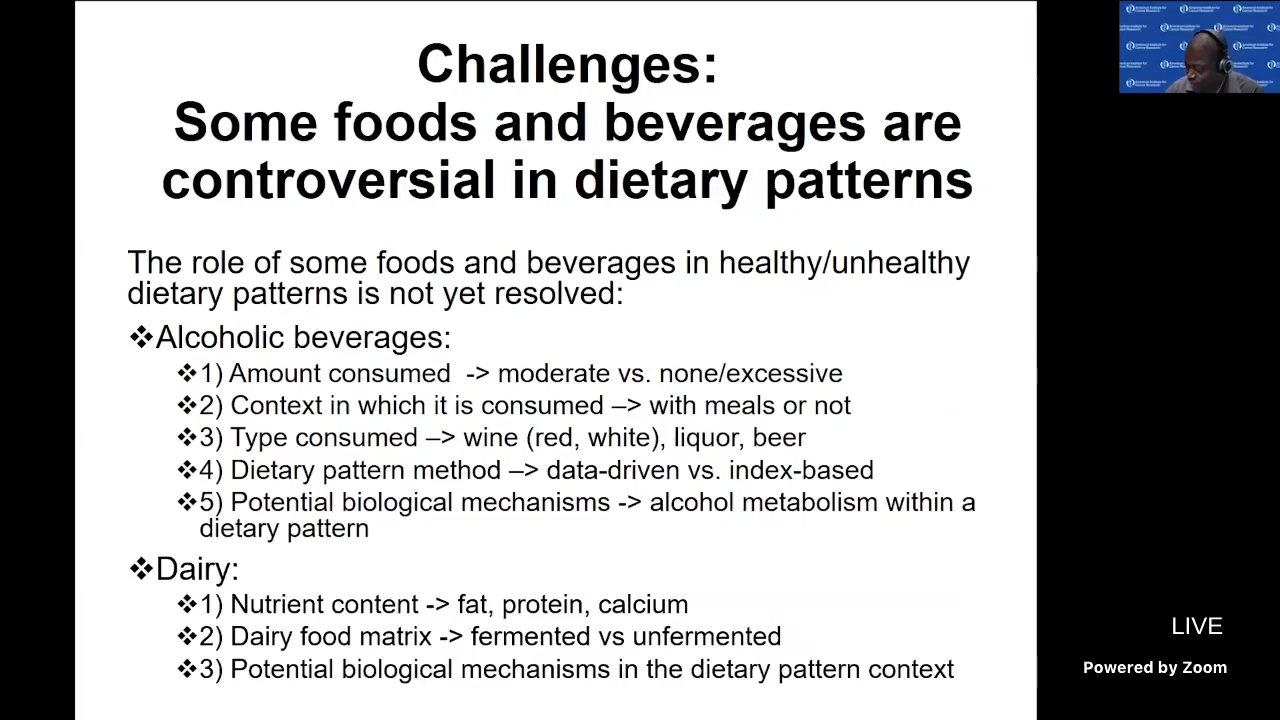 Challenges:
Some foods and beverages are
controversial in dietary patterns
The role of some foods and beverages in healthy/unhealthy
dietary patterns is not yet resolved:
❖Alcoholic beverages:
❖1) Amount consumed -> moderate vs. none/excessive
❖2) Context in which it is consumed –> with meals or not
❖3) Type consumed –> wine (red, white), liquor, beer
❖4) Dietary pattern method –> data-driven vs. index-based
❖5) Potential biological mechanisms -> alcohol metabolism within a
dietary pattern
❖Dairy:
❖1) Nutrient content -> fat, protein, calcium
❖2) Dairy food matrix -> fermented vs unfermented
❖3) Potential biological mechanisms in the dietary pattern context
American Institute for
Cancer Research
LIVE
Powered by Zoom